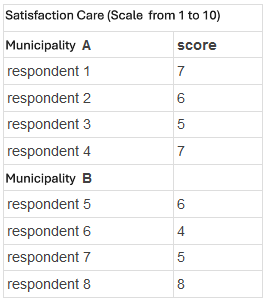 Satisfaction Care (Scale from 1 to 10)
Municipality A score
respondent 1 7
respondent 2 6
respondent 3 5
respondent 4 7
Municipality B
respondent 5 6
respondent 6 4
respondent 7 5
respondent 8 8